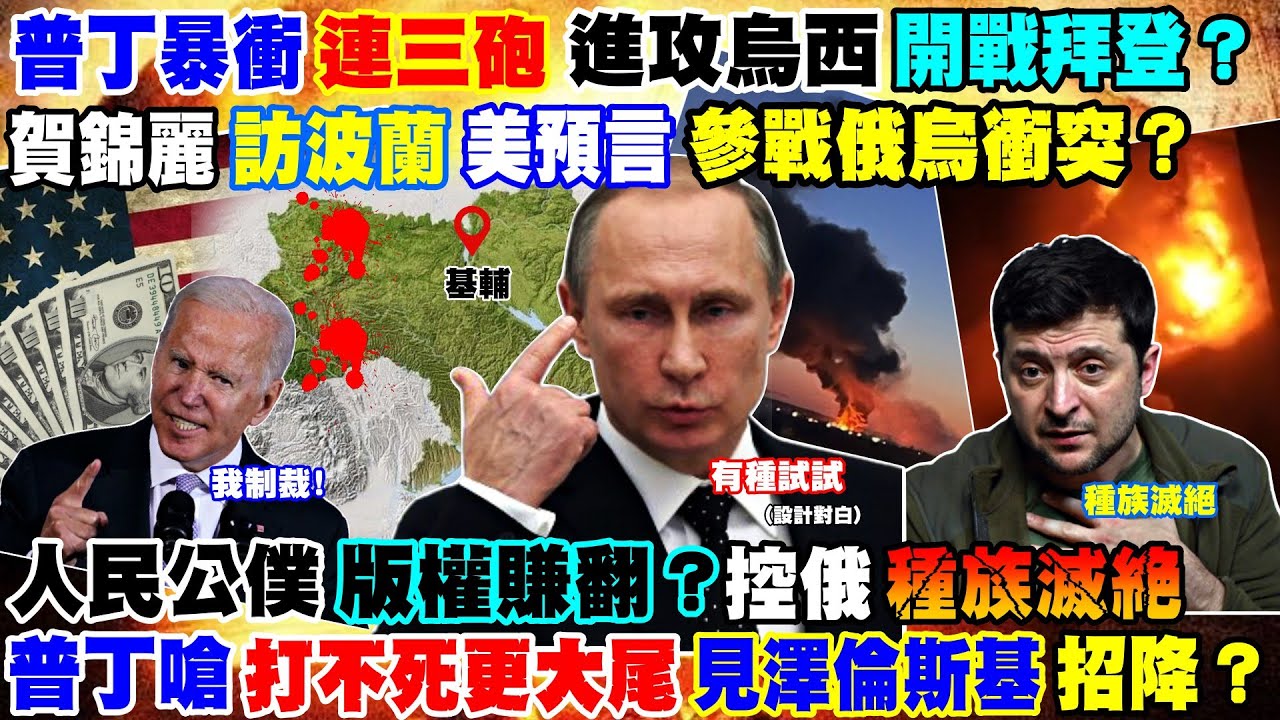 普丁暴衝 連三砲 進攻烏西 開戰拜登？
賀錦麗 訪波蘭 美預言 參戰俄烏衝突？
基輔
我制裁!
有種試試
(設計對白)
種族滅絕
人民公僕 版權賺翻？控俄 種族滅絕
普丁嗆 打不死更大尾 見澤倫斯基 招降？